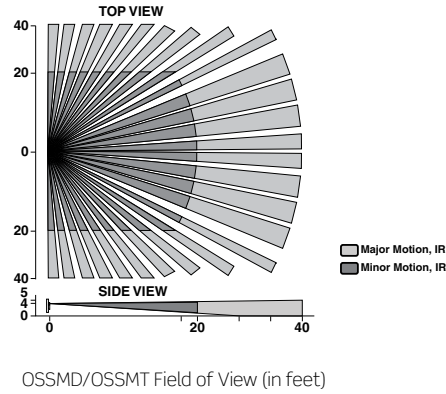 TOP VIEW
40
20
0
20
40
Major Motion, IR
Minor Motion, IR
SIDE VIEW
5
4
0
0 20 40
OSSMD/OSSMT Field of View (in feet)